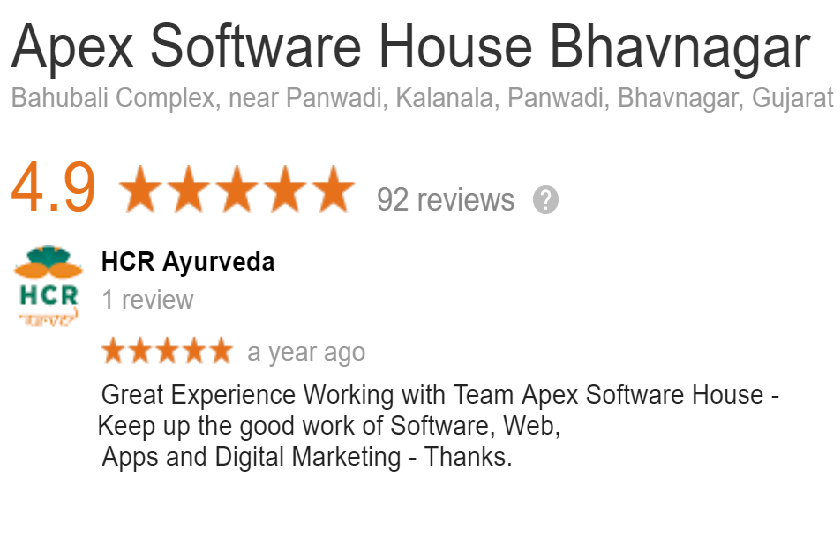 Apex Software House Bhavnagar
Bahubali Complex, near Panwadi, Kalanala, Panwadi, Bhavnagar, Gujarat
4.9 ★★★★★ 92 reviews ?
HCR Ayurveda
HCR
1 review
★★★★★ a year ago
Great Experience Working with Team Apex Software House -
Keep up the good work of Software, Web,
Apps and Digital Marketing - Thanks.